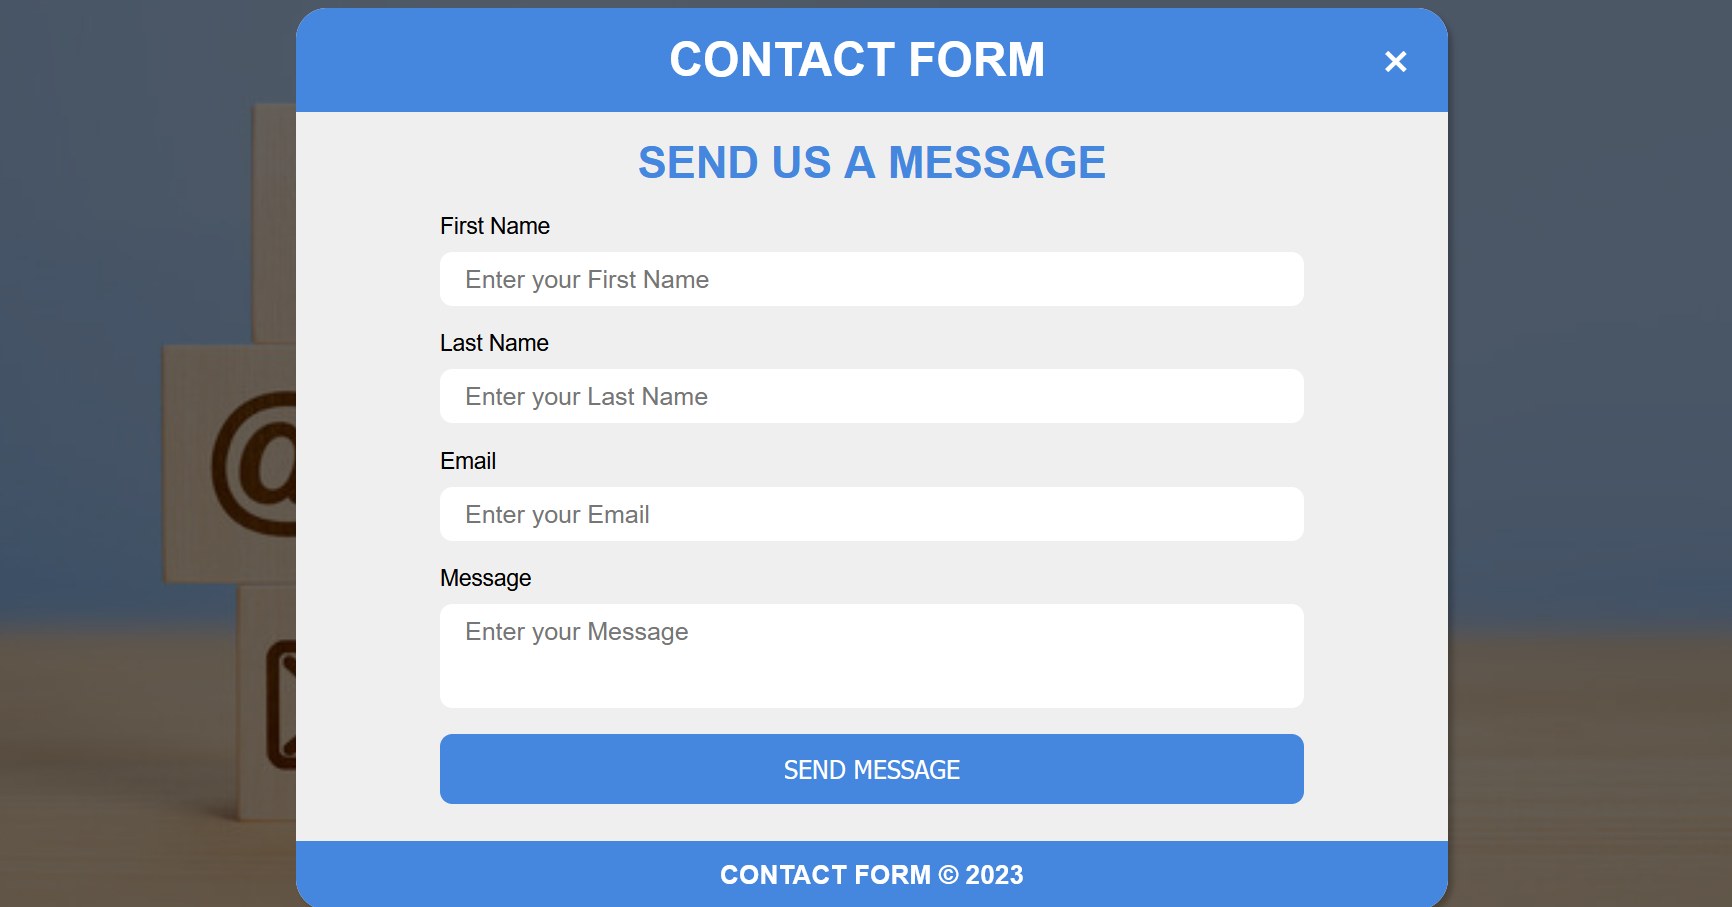 CONTACT FORM ×
SEND US A MESSAGE
First Name
Enter your First Name
Last Name
Enter your Last Name
@
Email
Enter your Email
Message
Enter your Message
SEND MESSAGE
CONTACT FORM © 2023